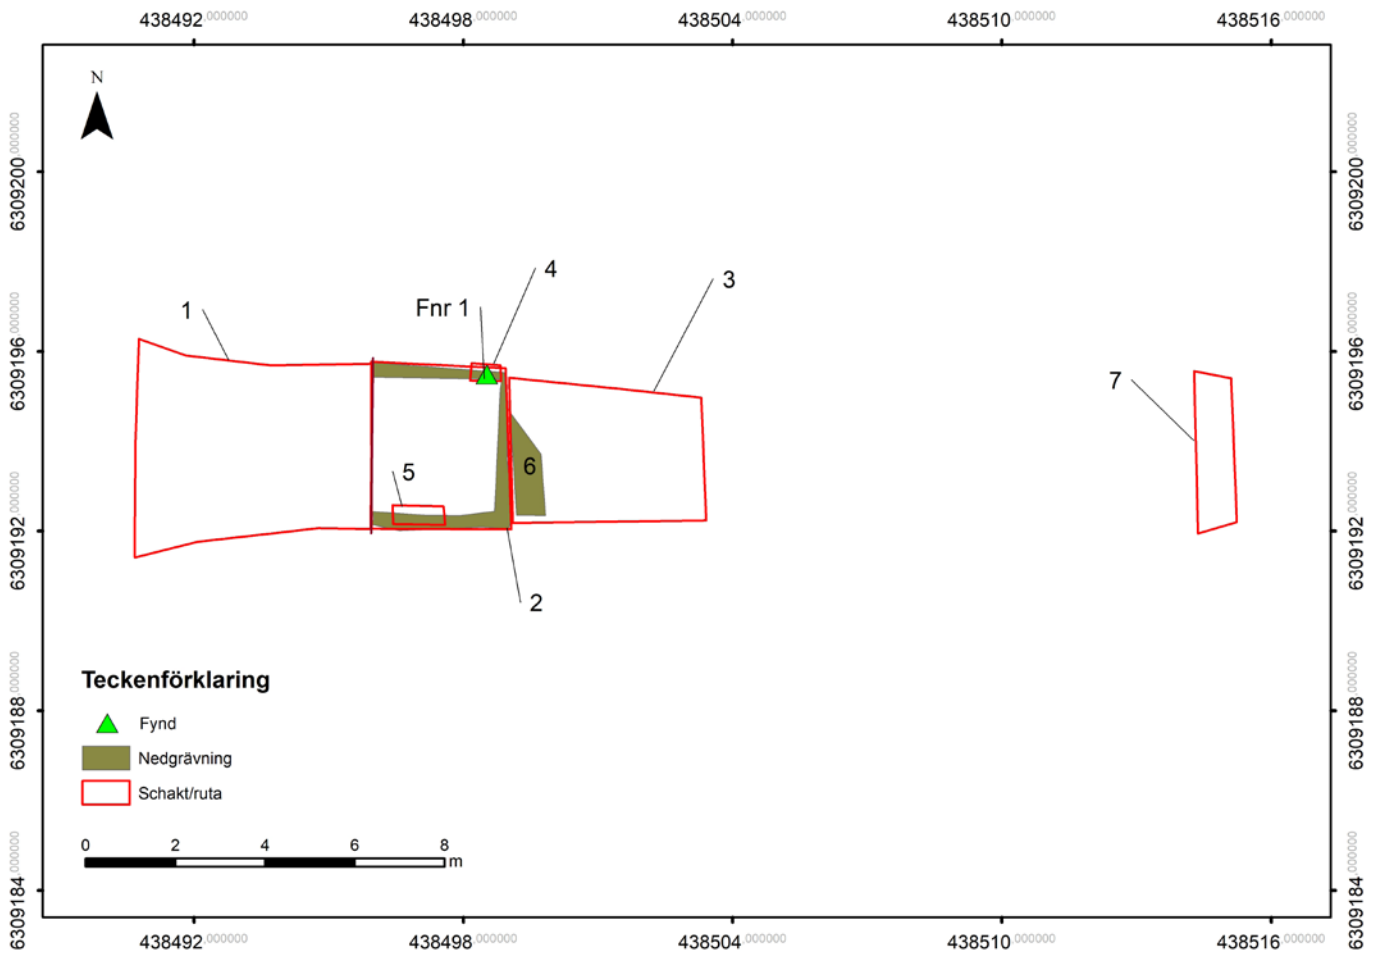 438492.000000 438498.000000 438504.000000 438510.000000 438516.000000
N
6309200.000000 6309200.000000
4
3
Fnr 1
1
6309196.000000 6309196.000000
7
6
5
6309192.000000 6309192.000000
2
Teckenförklaring
6309188.000000 6309188.000000
Fynd
Nedgrävning
Schakt/ruta
0 2 4 6 8
m
6309184.000000 6309184.000000
438492.000000 438498.000000 438504.000000 438510.000000 438516.000000